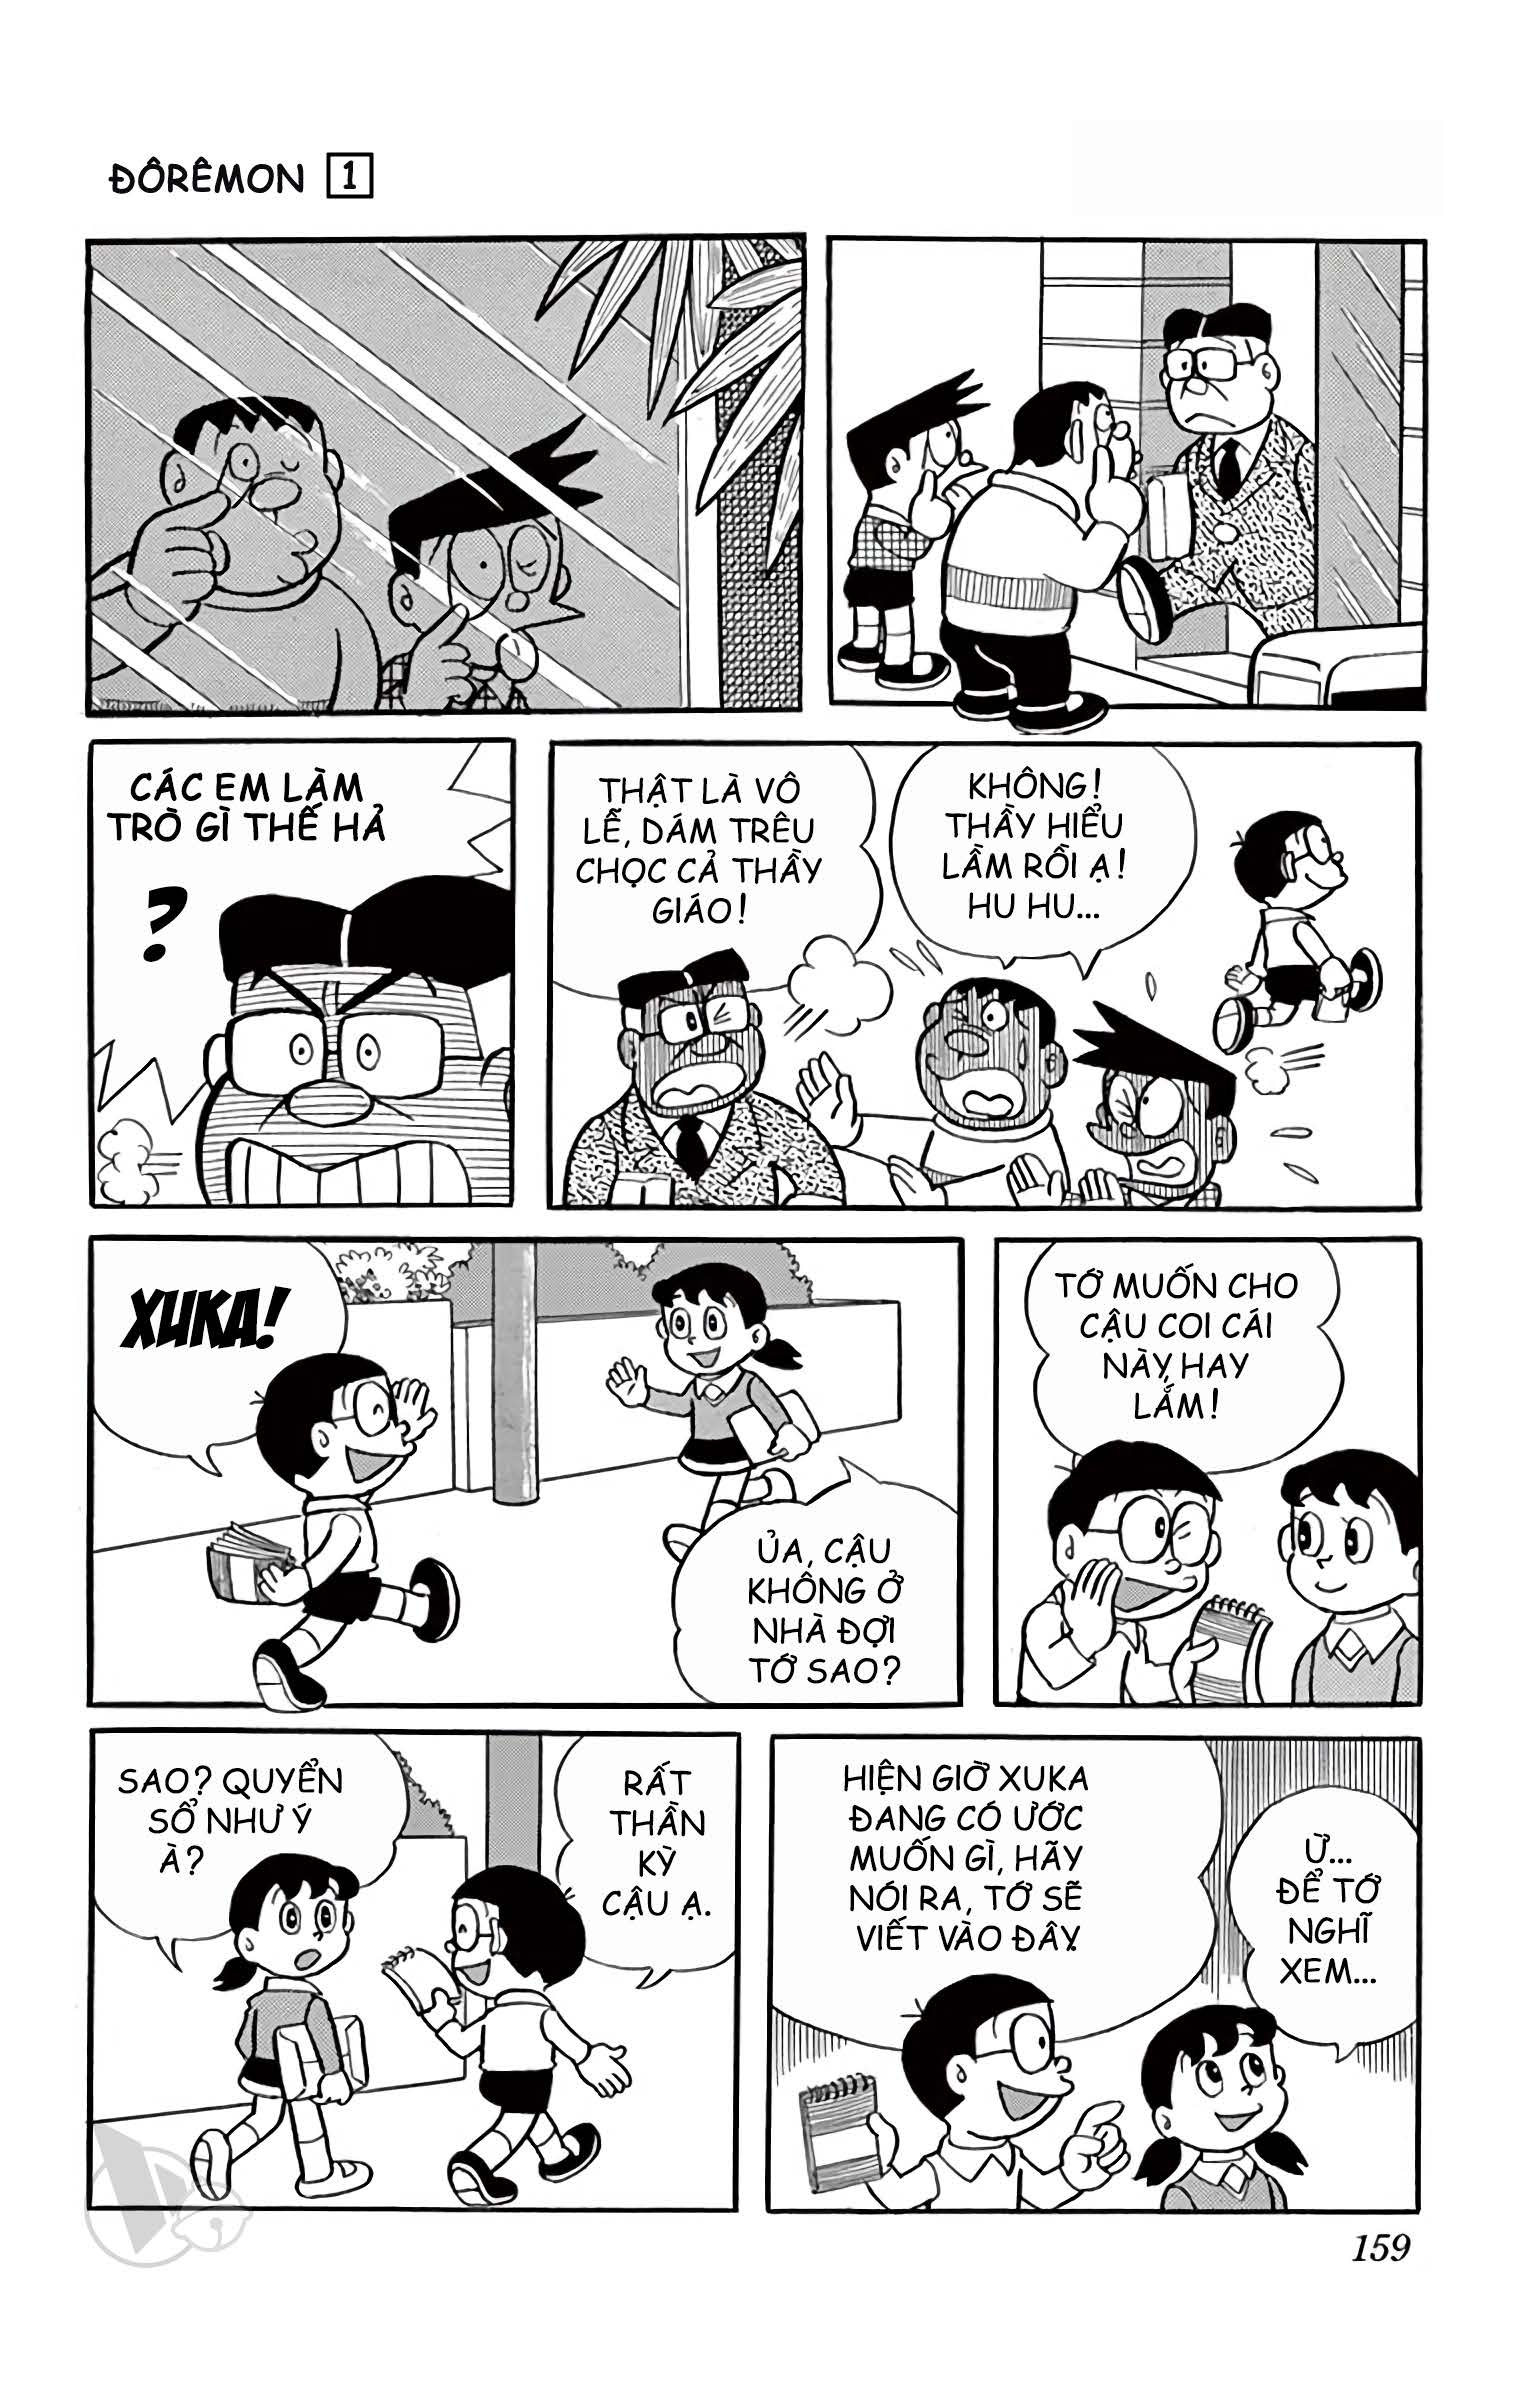 ĐÔRÊMON 1
CÁC EM LÀM
TRÒ GÌ THẾ HẢ
?
THẬT LÀ VÔ
LỄ, DÁM TRÊU
CHỌC CẢ THẦY
GIÁO!
KHÔNG!
THẦY HIỂU
LẦM RỒI Ạ!
HU HU...
XUKA!
ỦA, CẬU
KHÔNG Ở
NHÀ ĐỢI
TỚ SAO?
TỚ MUỐN CHO
CẬU COI CÁI
NÀY, HAY
LẮM!
SAO? QUYỂN
SỔ NHƯ Ý
À?
RẤT
THẦN
KỲ
CẬU Ạ.
HIỆN GIỜ XUKA
ĐANG CÓ ƯỚC
MUỐN GÌ, HÃY
NÓI RA, TỚ SẼ
VIẾT VÀO ĐÂY.
Ừ...
ĐỂ TỚ
NGHĨ
XEM...
159